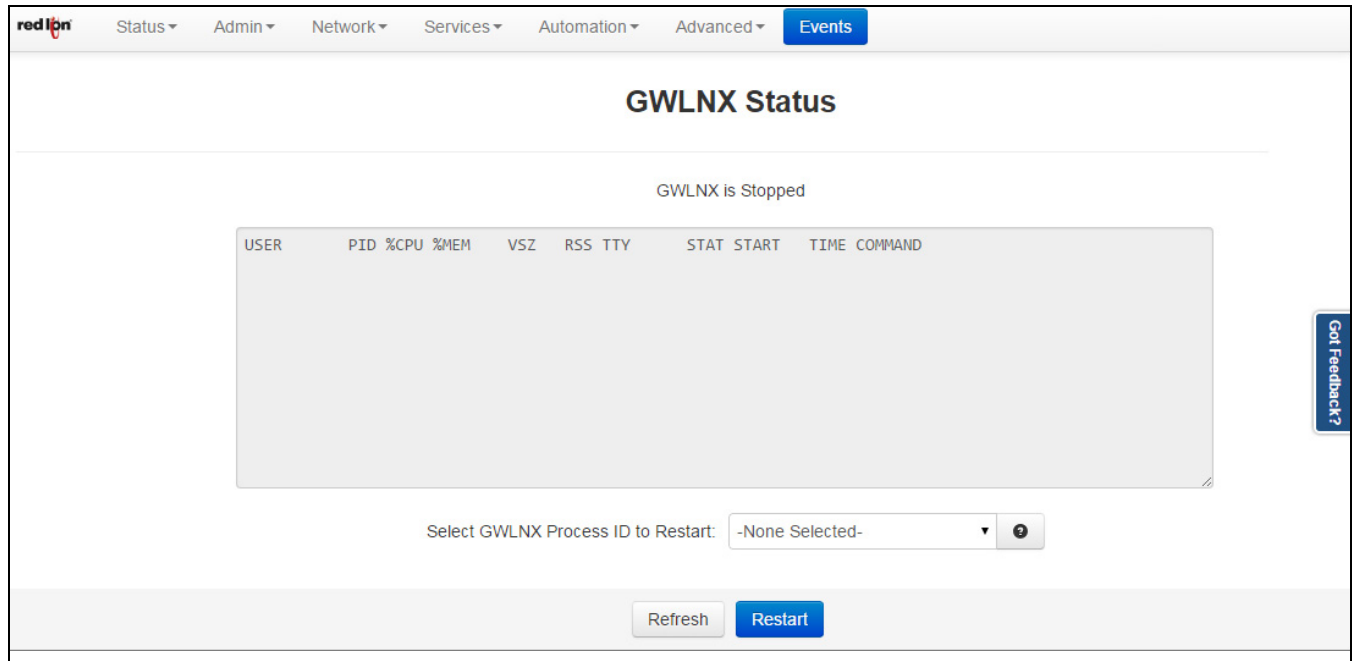 red lion Status Admin Network Services Automation Advanced Events
GWLNX Status
GWLNX is Stopped
USER PID %CPU %MEM VSZ RSS TTY STAT START TIME COMMAND
Got Feedback?
Select GWLNX Process ID to Restart: -None Selected- ?
Refresh Restart